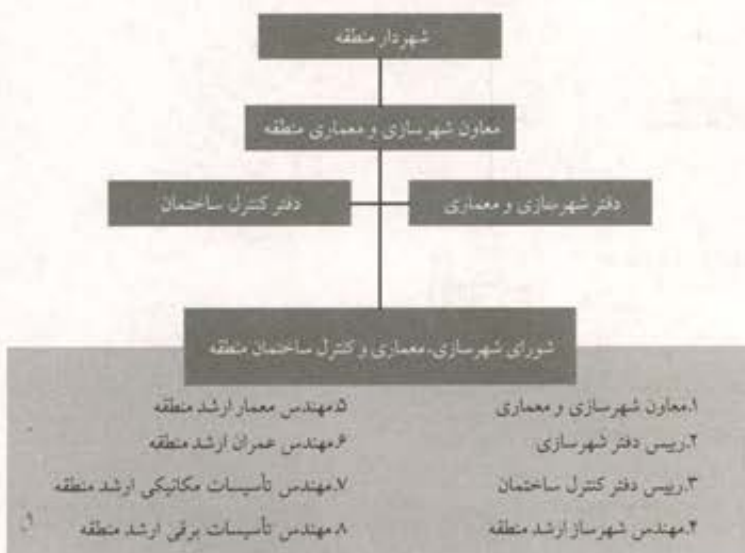 شهردار منطقه
معاون شهرسازی و معماری منطقه
دفتر شهرسازی و معماری
دفتر کنترل ساختمان
شورای شهرسازی، معماری و کنترل ساختمان منطقه
۱.معاون شهرسازی و معماری
۲.رییس دفتر شهرسازی
۳.رییس دفتر کنترل ساختمان
۴.مهندس شهرساز ارشد منطقه
۵.مهندس معمار ارشد منطقه
۶.مهندس عمران ارشد منطقه
۷.مهندس تأسیسات مکانیکی ارشد منطقه
۸.مهندس تأسیسات برقی ارشد منطقه